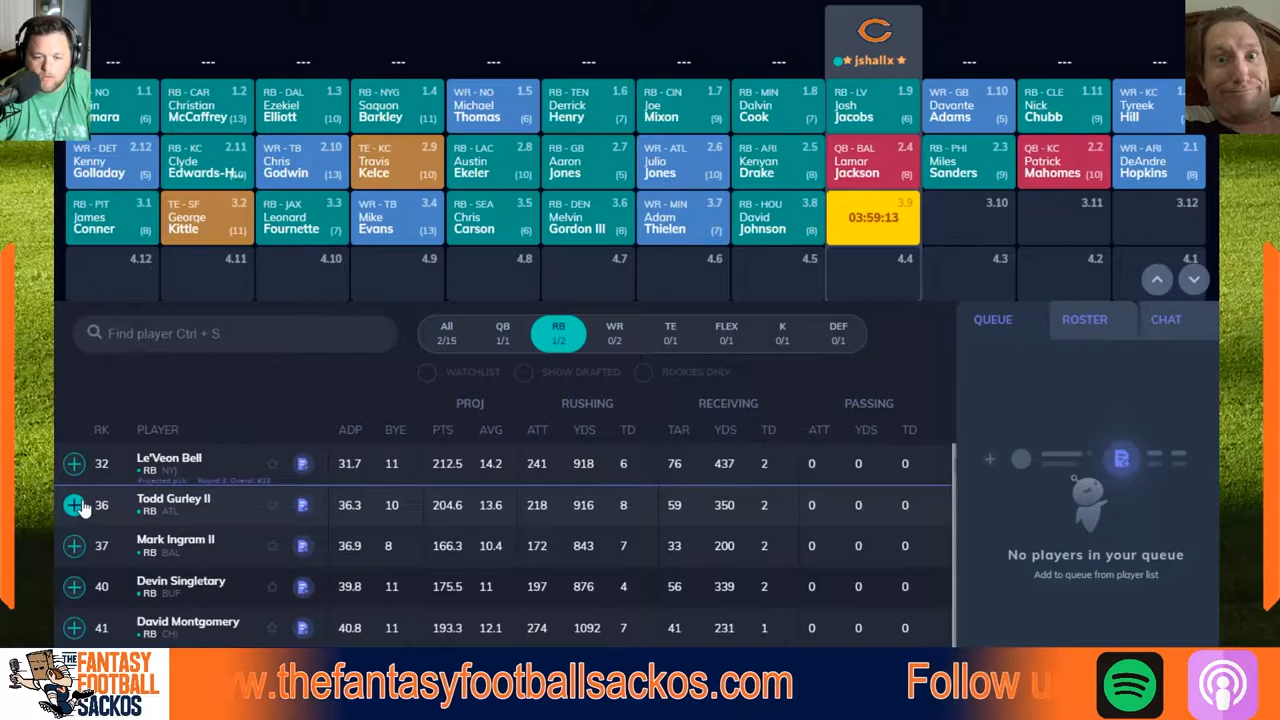 --- --- --- --- --- --- --- --- --- --- ---
jshallx
NO
mara (6)
RB - CAR 1.2
Christian
McCaffrey (13)
RB - DAL 1.3
Ezekiel
Elliott (10)
RB - NYG 1.4
Saquon
Barkley (11)
WR - NO 1.5
Michael
Thomas (6)
RB - TEN 1.6
Derrick
Henry (7)
RB - CIN 1.7
Joe
Mixon (9)
RB - MIN 1.8
Dalvin
Cook (7)
RB - LV 1.9
Josh
Jacobs (6)
WR - GB 1.10
Davante
Adams (5)
RB - CLE 1.11
Nick
Chubb (9)
WR - KC
Tyreek
Hill
WR - DET 2.12
Kenny
Golladay (5)
RB - KC 2.11
Clyde
Edwards-H...
WR - TB 2.10
Chris
Godwin (13)
TE - KC 2.9
Travis
Kelce (10)
RB - LAC 2.8
Austin
Ekeler (10)
RB - GB 2.7
Aaron
Jones (5)
WR - ATL 2.6
Julio
Jones (10)
RB - ARI 2.5
Kenyan
Drake (8)
QB - BAL 2.4
Lamar
Jackson (8)
RB - PHI 2.3
Miles
Sanders (9)
QB - KC 2.2
Patrick
Mahomes (10)
WR - ARI 2.1
DeAndre
Hopkins (8)
RB - PIT 3.1
James
Conner (8)
TE - SF 3.2
George
Kittle (11)
RB - JAX 3.3
Leonard
Fournette (7)
WR - TB 3.4
Mike
Evans (13)
RB - SEA 3.5
Chris
Carson (6)
RB - DEN 3.6
Melvin
Gordon III (8)
WR - MIN 3.7
Adam
Thielen (7)
RB - HOU 3.8
David
Johnson (8)
3.9
03:59:13
3.10
3.11
3.12
4.12 4.11 4.10 4.9 4.8 4.7 4.6 4.5 4.4 4.3 4.2 4.1
Find player Ctrl + S
All QB RB WR TE FLEX K DEF
2/15 1/1 1/2 0/2 0/1 0/1 0/1 0/1
WATCHLIST SHOW DRAFTED ROOKIES ONLY
PROJ RUSHING RECEIVING PASSING
RK PLAYER ADP BYE PTS AVG ATT YDS TD TAR YDS TD ATT YDS TD
32 Le'Veon Bell 31.7 11 212.5 14.2 241 918 6 76 437 2 0 0 0
RB NYJ
Projected pick: Round 3, Overall #33
36 Todd Gurley II 36.3 10 204.6 13.6 218 916 8 59 350 2 0 0 0
RB ATL
37 Mark Ingram II 36.9 8 166.3 10.4 172 843 7 33 200 2 0 0 0
RB BAL
40 Devin Singletary 39.8 11 175.5 11 197 876 4 56 339 2 0 0 0
RB BUF
41 David Montgomery 40.8 11 193.3 12.1 274 1092 7 41 231 1 0 0 0
RB CHI
QUEUE ROSTER CHAT
No players in your queue
Add to queue from player list
THE
FANTASY
FOOTBALL
SACKOS
w.thefantasyfootballsackos.com
Follow u